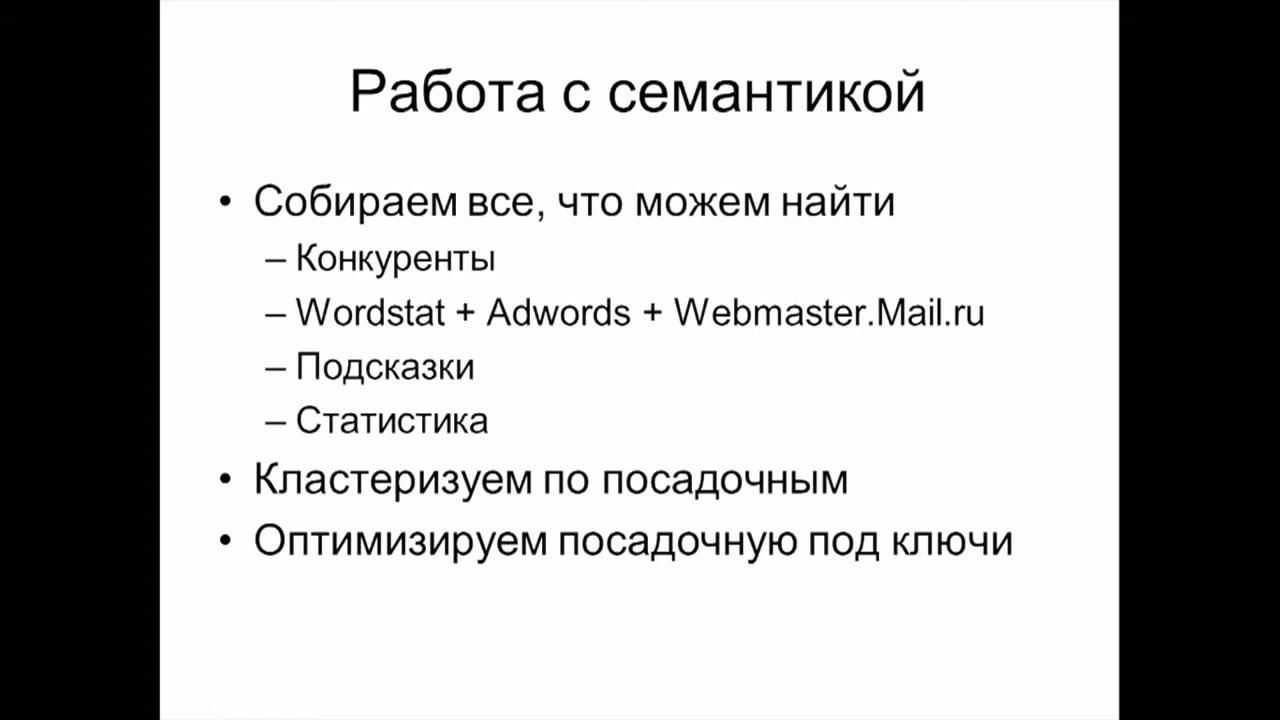 Работа с семантикой
• Собираем все, что можем найти
– Конкуренты
– Wordstat + Adwords + Webmaster.Mail.ru
– Подсказки
– Статистика
• Кластеризуем по посадочным
• Оптимизируем посадочную под ключи